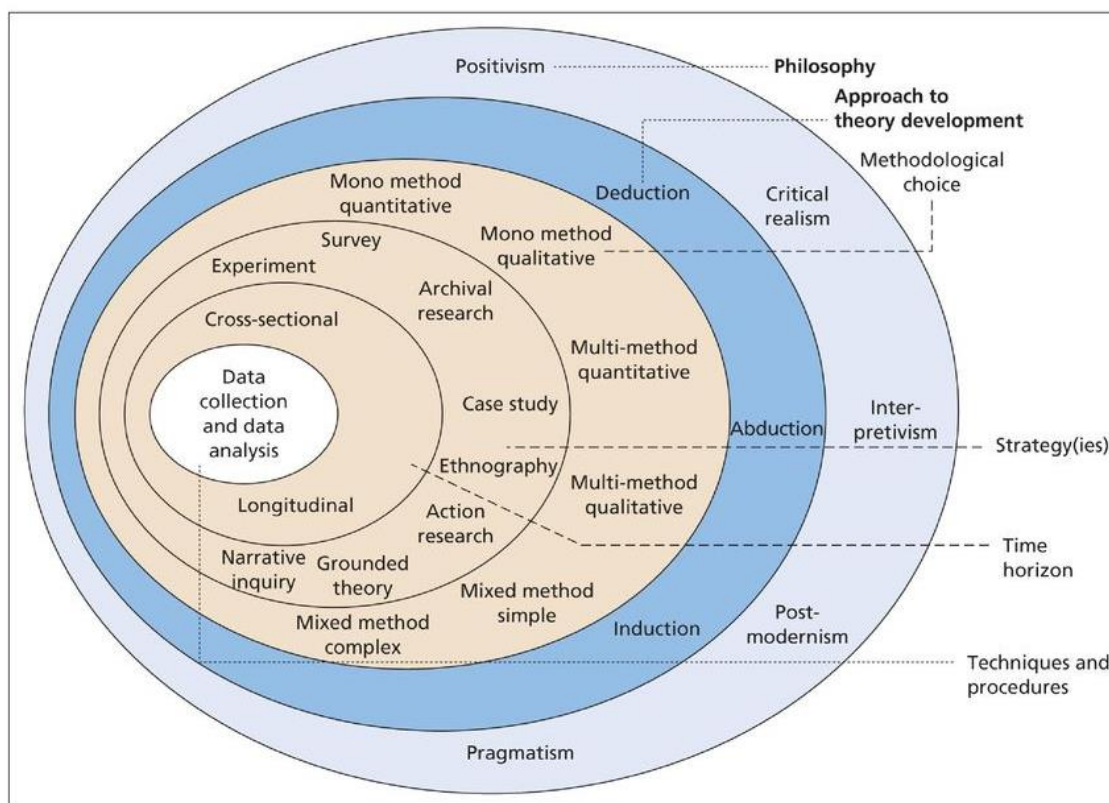 Positivism
Philosophy
Approach to
theory development
Methodological
choice
Mono method
quantitative
Deduction
Critical
realism
Survey
Mono method
qualitative
Experiment
Archival
research
Cross-sectional
Multi-method
quantitative
Data
collection
and data
analysis
Case study
Abduction
Inter-
pretivism
Strategy(ies)
Ethnography
Multi-method
qualitative
Longitudinal
Action
research
Time
horizon
Narrative
inquiry
Grounded
theory
Mixed method
simple
Mixed method
complex
Induction
Post-
modernism
Techniques and
procedures
Pragmatism